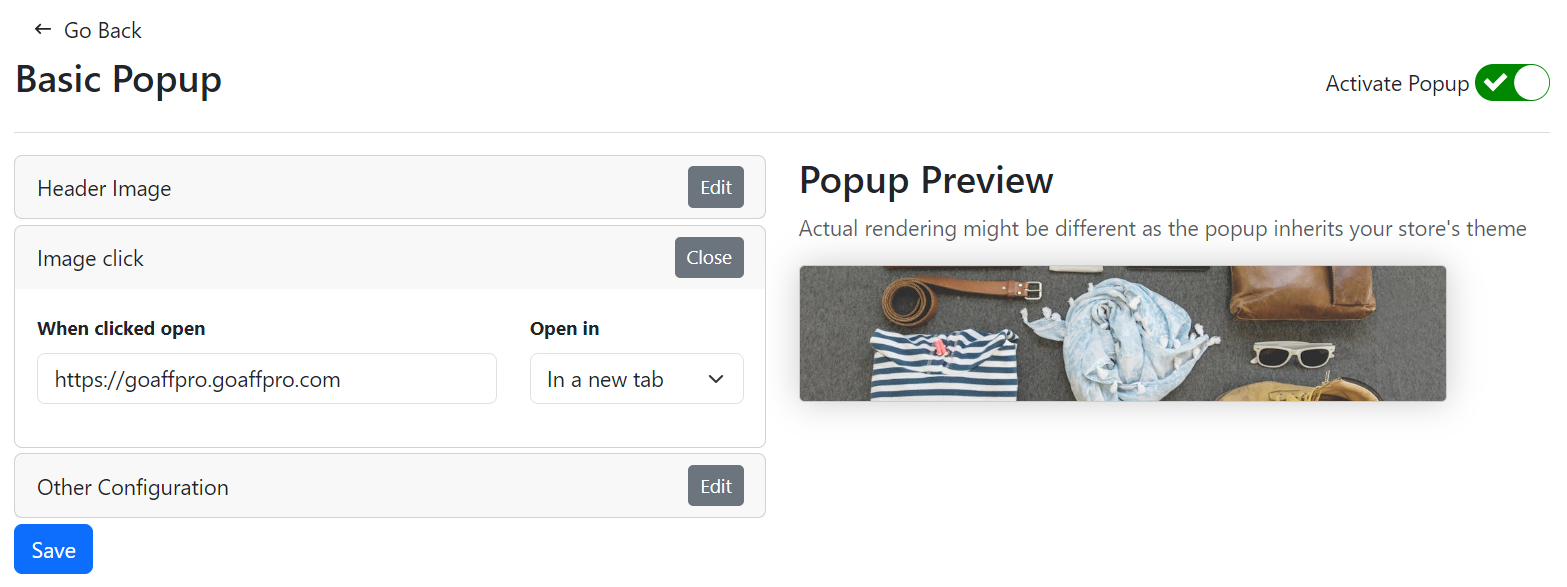 ← Go Back
Basic Popup
Activate Popup
Header Image
Edit
Image click
Close
When clicked open
Open in
https://goaffpro.goaffpro.com
In a new tab
Other Configuration
Edit
Save
Popup Preview
Actual rendering might be different as the popup inherits your store's theme